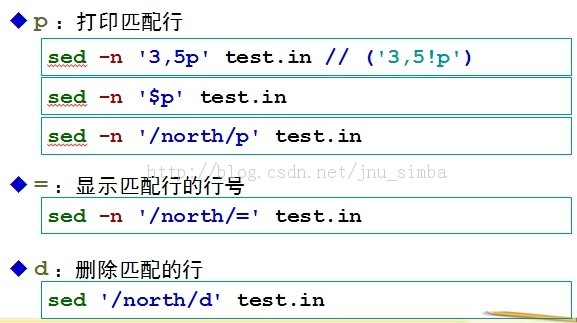 ◆ p：打印匹配行
sed -n '3,5p' test.in // ('3,5!p')
sed -n '$p' test.in
sed -n '/north/p' test.in
http://blog.csdn.net/jnu_simba
◆ =：显示匹配行的行号
sed -n '/north/=' test.in
◆ d：删除匹配的行
sed '/north/d' test.in